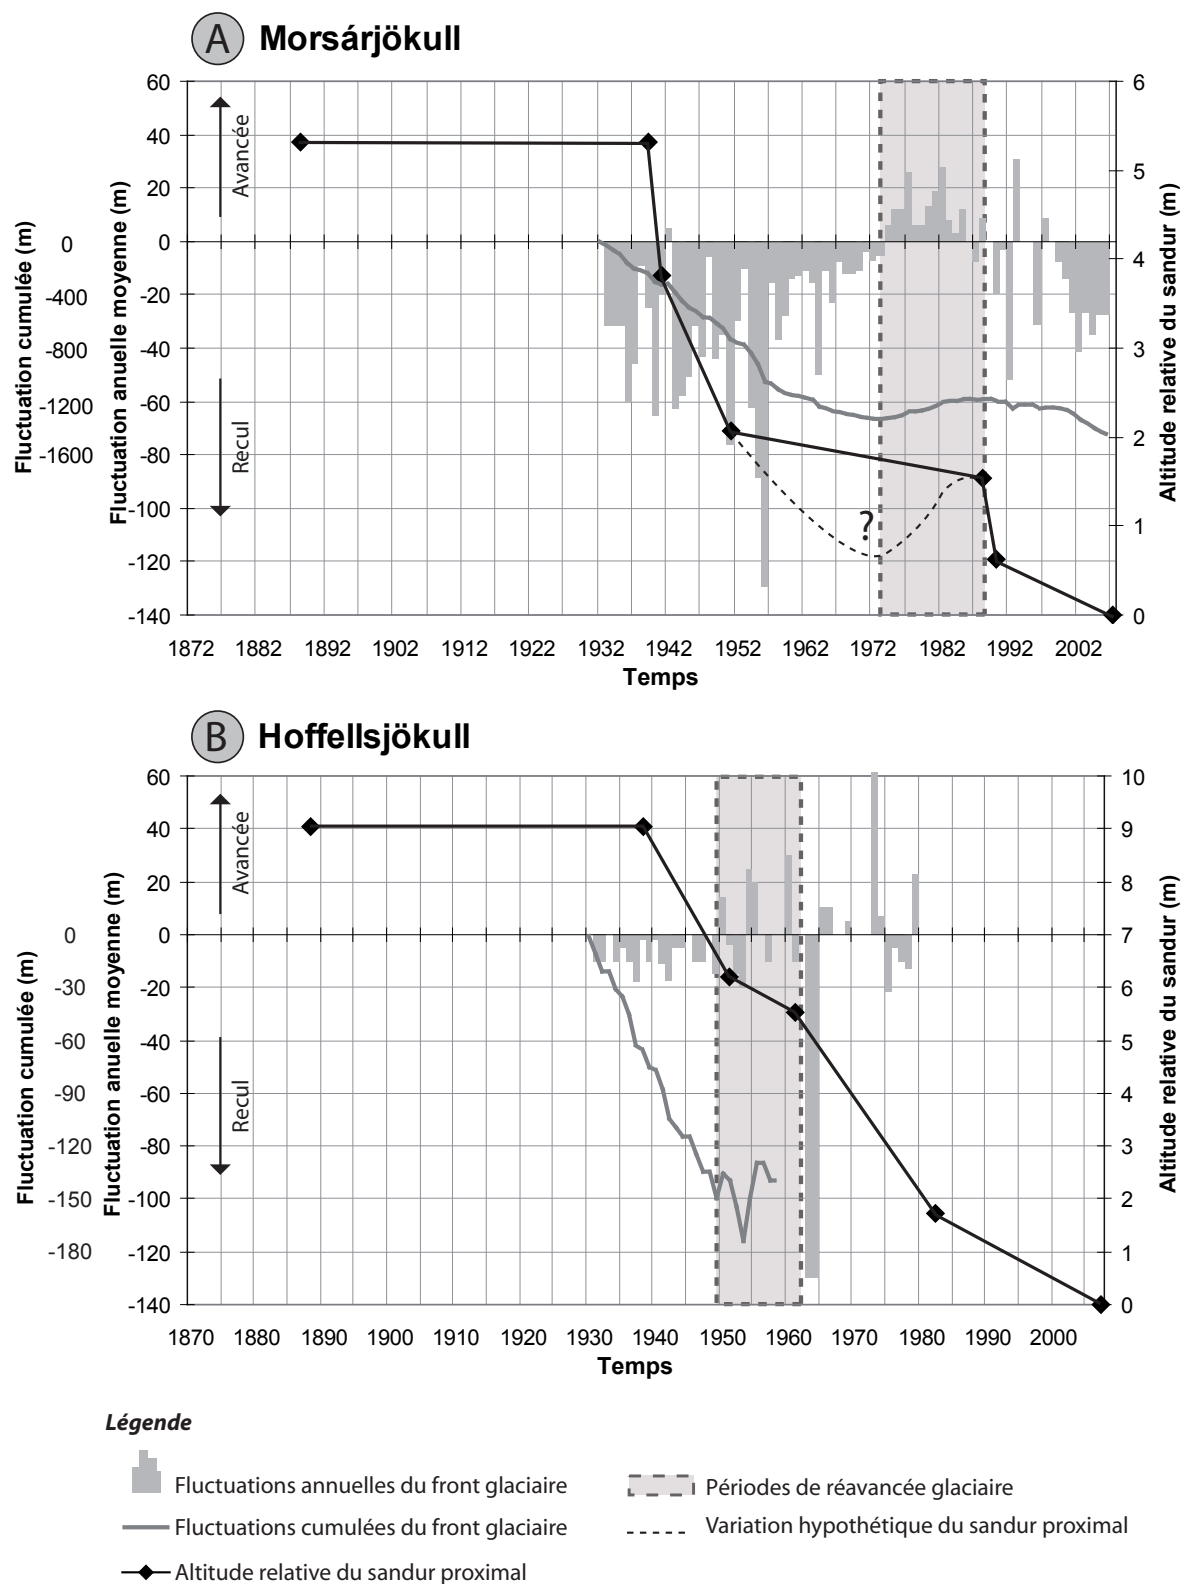 A Morsárjökull
60
40
20
0
-20
-40
-60
-80
-100
-120
-140
0
-400
-800
-1200
-1600
Fluctuation cumulée (m)
Fluctuation anuelle moyenne (m)
Avancée
Recul
?
6
5
4
3
2
1
0
Altitude relative du sandur (m)
1872 1882 1892 1902 1912 1922 1932 1942 1952 1962 1972 1982 1992 2002
Temps
B Hoffellsjökull
60
40
20
0
-20
-40
-60
-80
-100
-120
-140
0
-30
-60
-90
-120
-150
-180
Fluctuation cumulée (m)
Fluctuation anuelle moyenne (m)
Avancée
Recul
10
9
8
7
6
5
4
3
2
1
0
Altitude relative du sandur (m)
1870 1880 1890 1900 1910 1920 1930 1940 1950 1960 1970 1980 1990 2000
Temps
Légende
Fluctuations annuelles du front glaciaire
Fluctuations cumulées du front glaciaire
Altitude relative du sandur proximal
Périodes de réavancée glaciaire
Variation hypothétique du sandur proximal